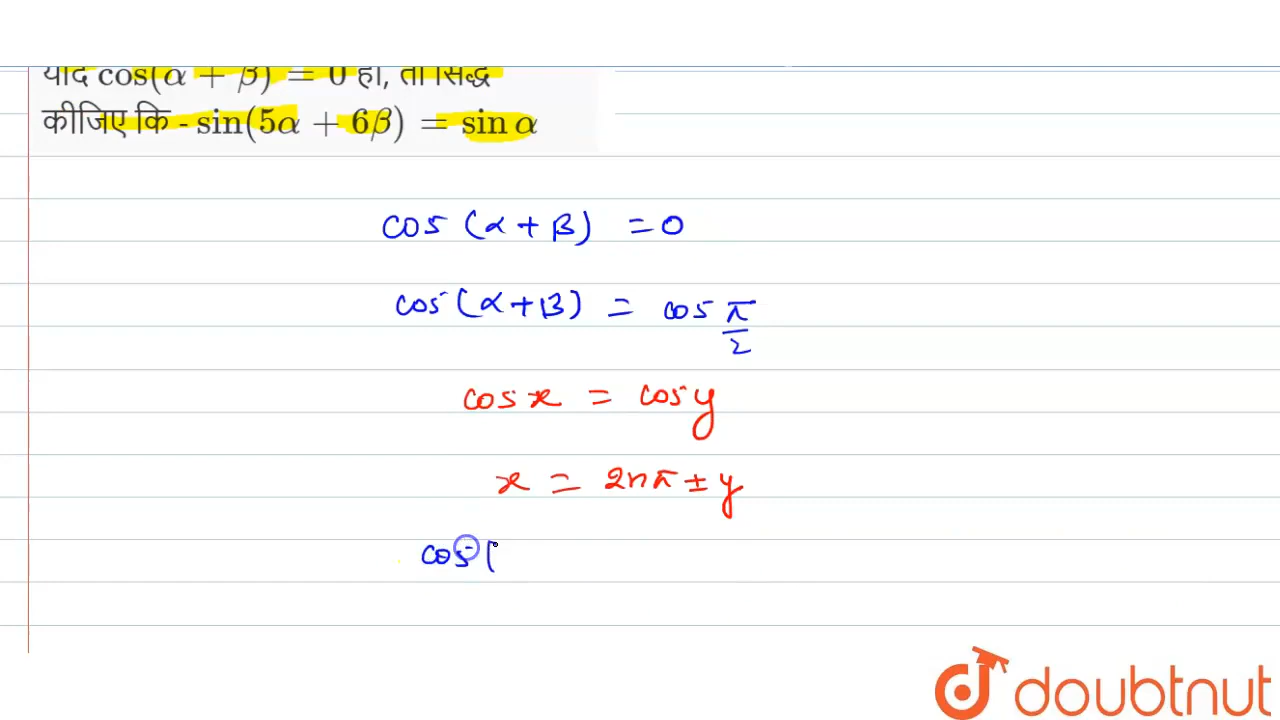 यदि cos(α + β) = 0 हो, तो सिद्ध
कीजिए कि - sin(5α + 6β) = sin α
cos (α + β) = 0
cos (α + β) = cos π/2
cos x = cos y
x = 2nπ ± y
cos (
doubtnut